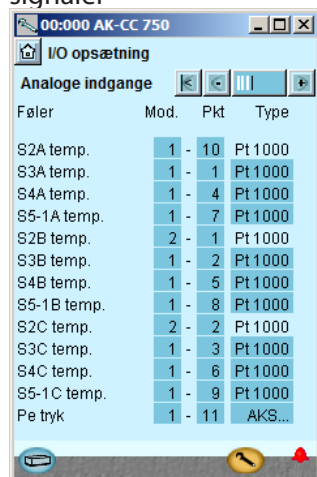 signaler
00:000 AK-CC 750
I/O opsætning
Analoge indgange
Føler Mod. Pkt Type
S2A temp. 1 - 10 Pt 1000
S3A temp. 1 - 1 Pt 1000
S4A temp. 1 - 4 Pt 1000
S5-1A temp. 1 - 7 Pt 1000
S2B temp. 2 - 1 Pt 1000
S3B temp. 1 - 2 Pt 1000
S4B temp. 1 - 5 Pt 1000
S5-1B temp. 1 - 8 Pt 1000
S2C temp. 2 - 2 Pt 1000
S3C temp. 1 - 3 Pt 1000
S4C temp. 1 - 6 Pt 1000
S5-1C temp. 1 - 9 Pt 1000
Pe tryk 1 - 11 AKS...